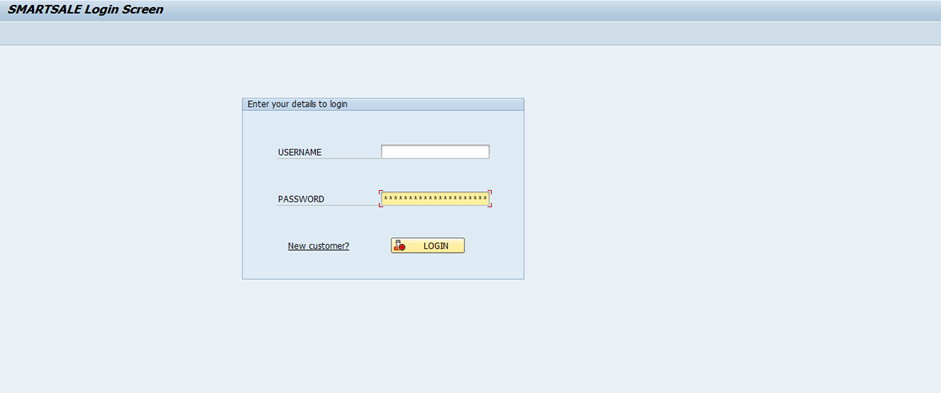 SMARTSALE Login Screen
Enter your details to login
USERNAME
PASSWORD *********************
New customer? LOGIN